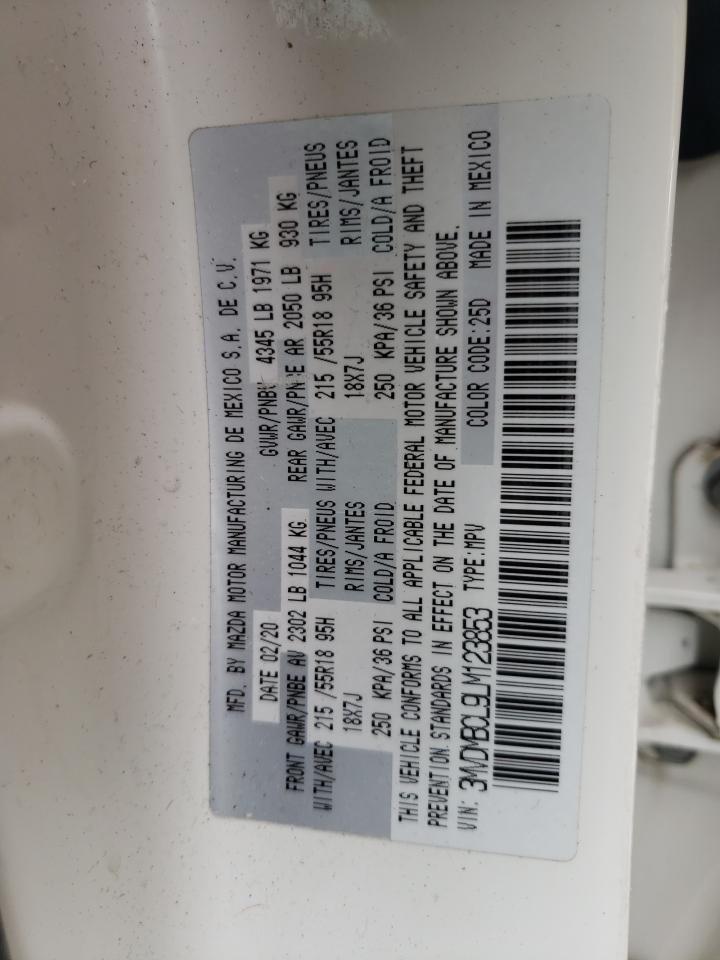 MFD. BY MAZDA MOTOR MANUFACTURING DE MEXICO S.A. DE C.V.
DATE 02/20 GVWR/PNBV 4345 LB 1971 KG
FRONT GAWR/PNBE AV 2302 LB 1044 KG REAR GAWR/PNBE AR 2050 LB 930 KG
WITH/AVEC 215 /55R18 95H TIRES/PNEUS WITH/AVEC 215 /55R18 95H TIRES/PNEUS
18X7J RIMS/JANTES 18X7J RIMS/JANTES
250 KPA/36 PSI COLD/A FROID 250 KPA/36 PSI COLD/A FROID
THIS VEHICLE CONFORMS TO ALL APPLICABLE FEDERAL MOTOR VEHICLE SAFETY AND THEFT
PREVENTION STANDARDS IN EFFECT ON THE DATE OF MANUFACTURE SHOWN ABOVE.
VIN: 3MVDMBCL9LM123853 TYPE:MPV COLOR CODE:25D MADE IN MEXICO